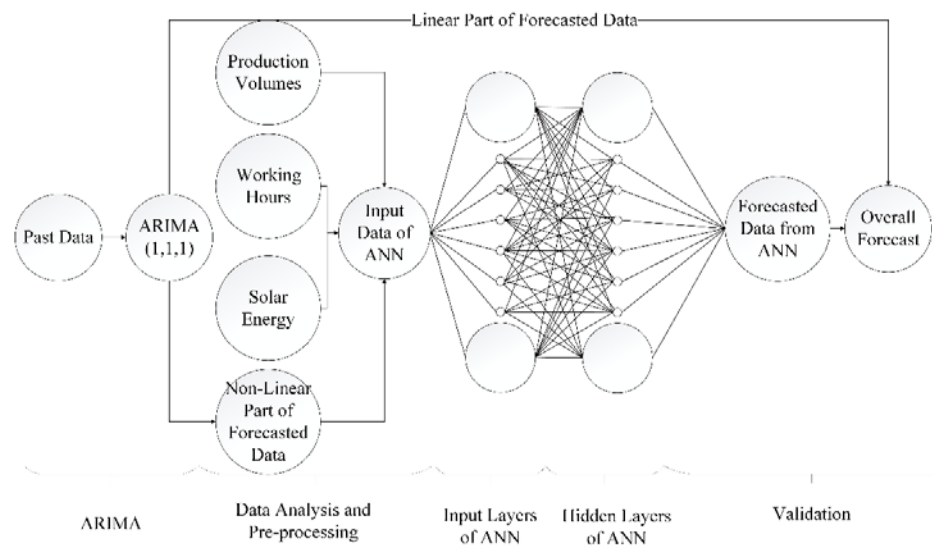 Linear Part of Forecasted Data
Production
Volumes
Working
Hours
Past Data
ARIMA
(1,1,1)
Input
Data of
ANN
Solar
Energy
Non-Linear
Part of
Forecasted
Data
Forecasted
Data from
ANN
Overall
Forecast
ARIMA
Data Analysis and
Pre-processing
Input Layers
of ANN
Hidden Layers
of ANN
Validation